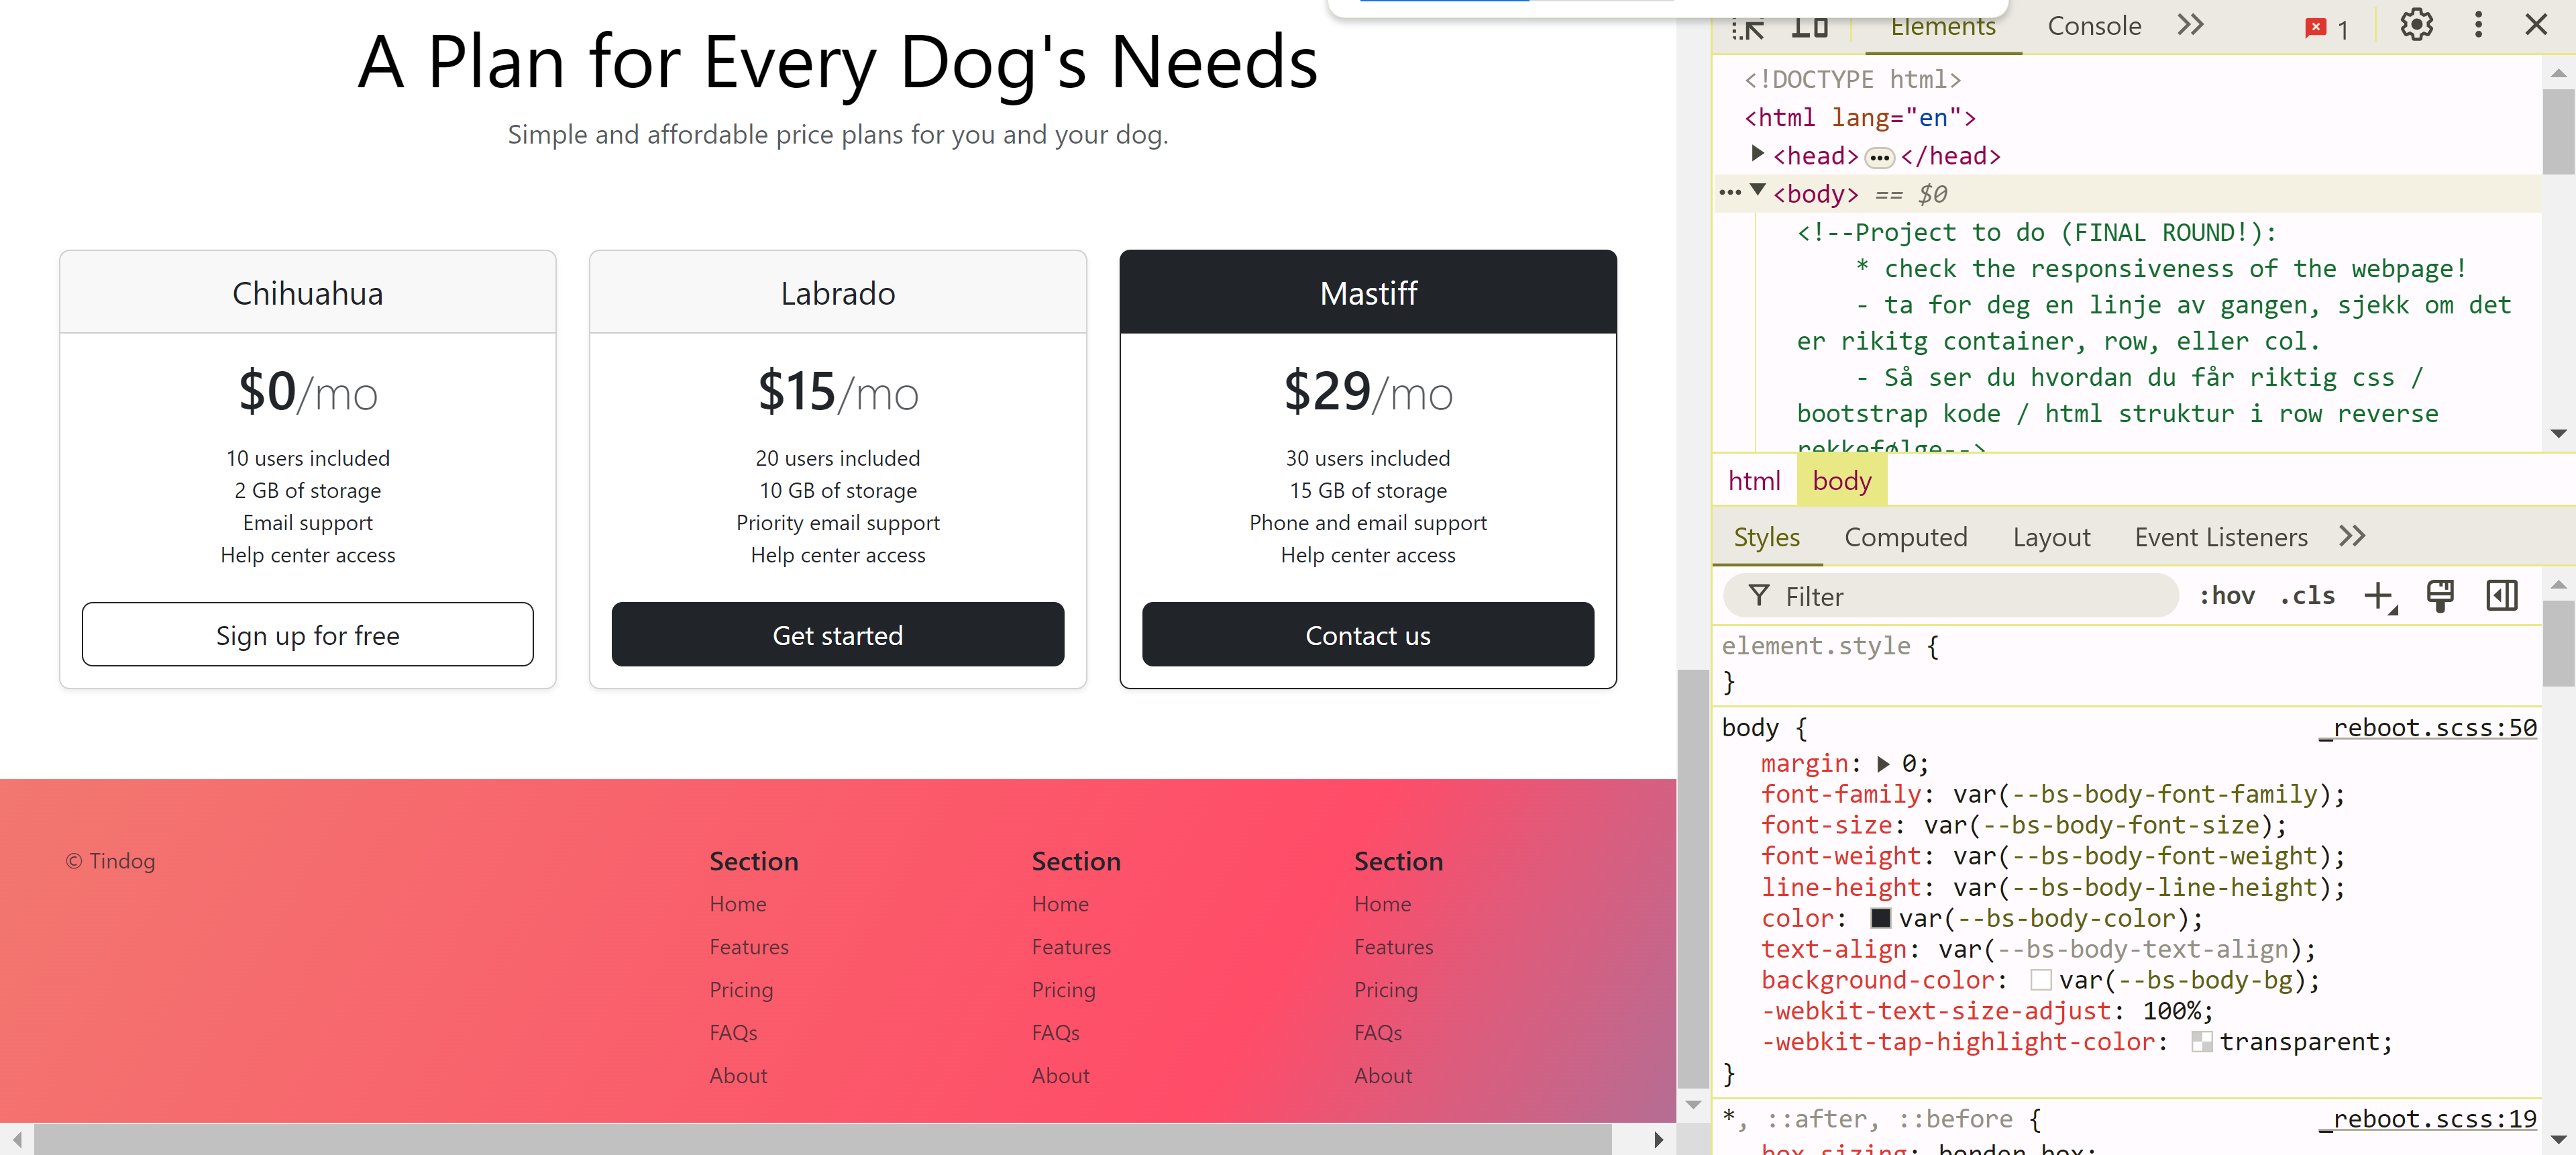 A Plan for Every Dog's Needs
Simple and affordable price plans for you and your dog.
Chihuahua
$0/mo
10 users included
2 GB of storage
Email support
Help center access
Sign up for free
Labrado
$15/mo
20 users included
10 GB of storage
Priority email support
Help center access
Get started
Mastiff
$29/mo
30 users included
15 GB of storage
Phone and email support
Help center access
Contact us
© Tindog
Section
Home
Features
Pricing
FAQs
About
Section
Home
Features
Pricing
FAQs
About
Section
Home
Features
Pricing
FAQs
About
Elements Console 1
<!DOCTYPE html>
<html lang="en">
<head> ••• </head>
••• <body> == $0
<!--Project to do (FINAL ROUND!):
* check the responsiveness of the webpage!
- ta for deg en linje av gangen, sjekk om det
er rikitg container, row, eller col.
- Så ser du hvordan du får riktig css /
bootstrap kode / html struktur i row reverse
rekkefølge-->
html body
Styles Computed Layout Event Listeners
Filter :hov .cls
element.style {
}
body { _reboot.scss:50
margin: 0;
font-family: var(--bs-body-font-family);
font-size: var(--bs-body-font-size);
font-weight: var(--bs-body-font-weight);
line-height: var(--bs-body-line-height);
color: var(--bs-body-color);
text-align: var(--bs-body-text-align);
background-color: var(--bs-body-bg);
-webkit-text-size-adjust: 100%;
-webkit-tap-highlight-color: transparent;
}
*, ::after, ::before { _reboot.scss:19
box-sizing: border-box;